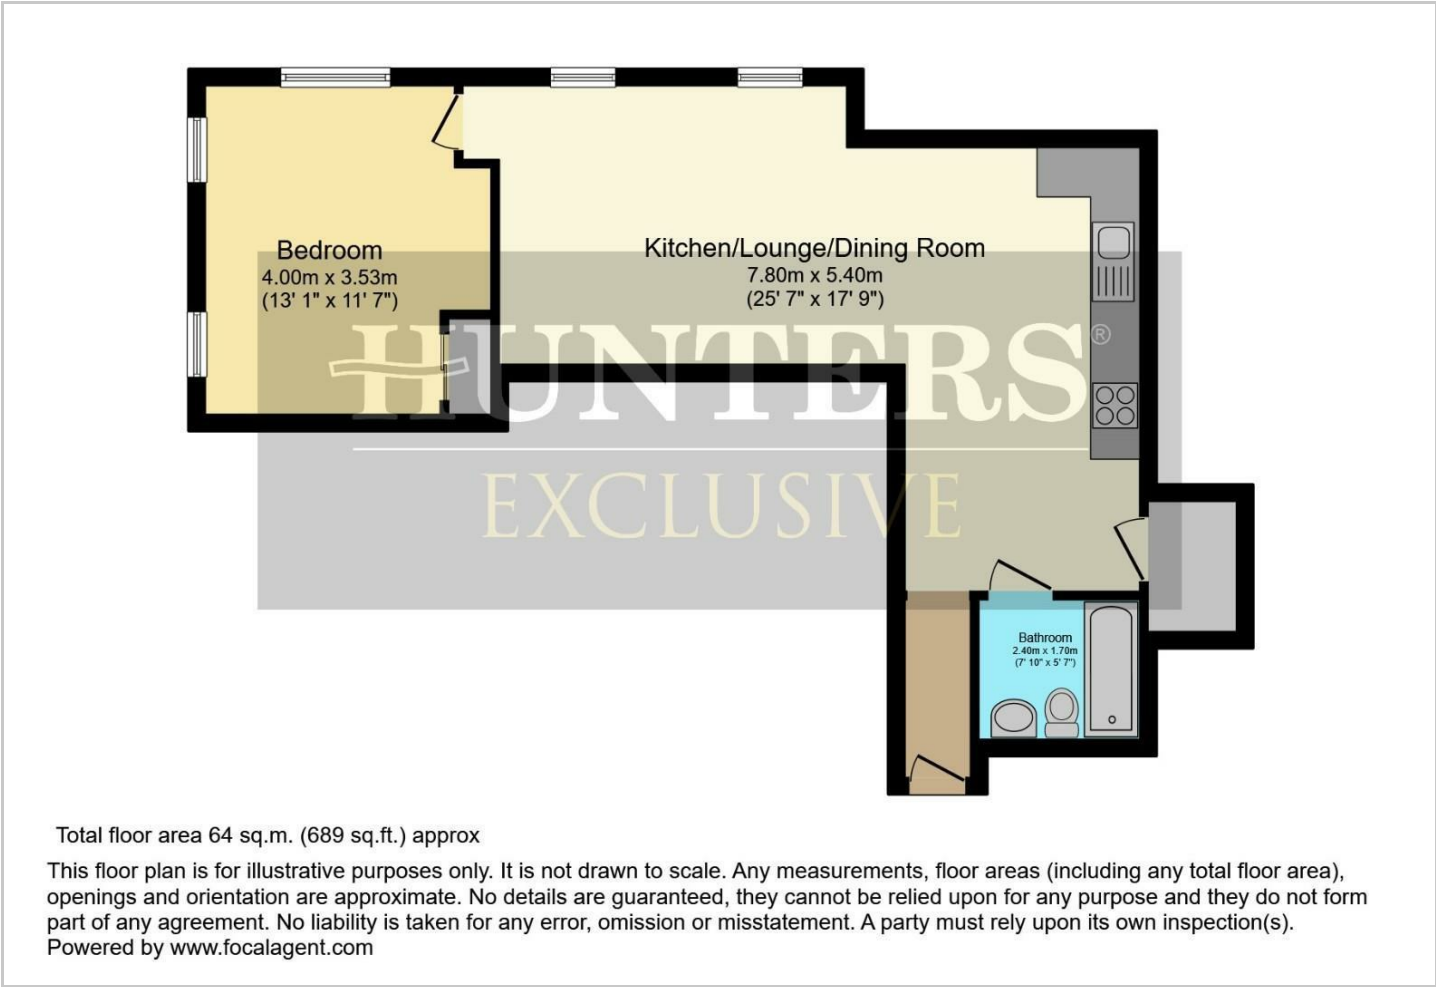 Bedroom
4.00m x 3.53m
(13' 1" x 11' 7")
Kitchen/Lounge/Dining Room
7.80m x 5.40m
(25' 7" x 17' 9")
HUNTERS®
EXCLUSIVE
Bathroom
2.40m x 1.70m
(7' 10" x 5' 7")
Total floor area 64 sq.m. (689 sq.ft.) approx
This floor plan is for illustrative purposes only. It is not drawn to scale. Any measurements, floor areas (including any total floor area),
openings and orientation are approximate. No details are guaranteed, they cannot be relied upon for any purpose and they do not form
part of any agreement. No liability is taken for any error, omission or misstatement. A party must rely upon its own inspection(s).
Powered by www.focalagent.com